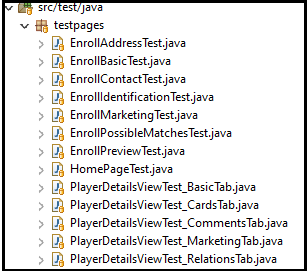 src/test/java
testpages
EnrollAddressTest.java
EnrollBasicTest.java
EnrollContactTest.java
EnrollIdentificationTest.java
EnrollMarketingTest.java
EnrollPossibleMatchesTest.java
EnrollPreviewTest.java
HomePageTest.java
PlayerDetailsViewTest_BasicTab.java
PlayerDetailsViewTest_CardsTab.java
PlayerDetailsViewTest_CommentsTab.java
PlayerDetailsViewTest_MarketingTab.java
PlayerDetailsViewTest_RelationsTab.java